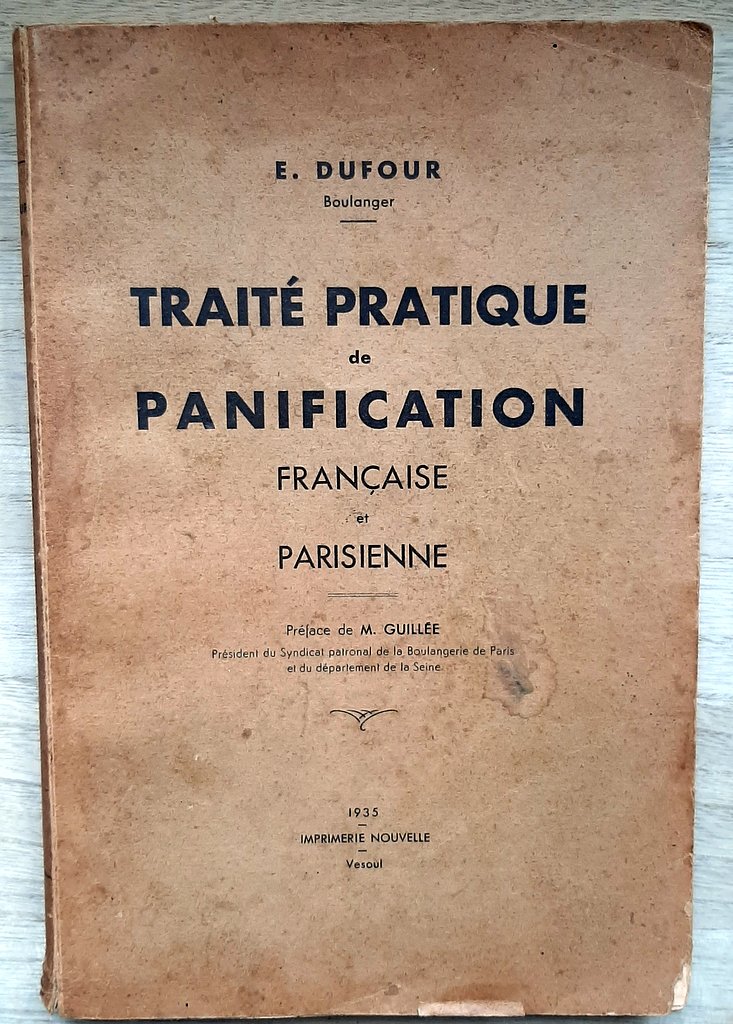 E. DUFOUR
Boulanger
TRAITÉ PRATIQUE
de
PANIFICATION
FRANÇAISE
et
PARISIENNE
Préface de M. GUILLÉE
Président du Syndicat patronal de la Boulangerie de Paris
et du département de la Seine.
1935
IMPRIMERIE NOUVELLE
Vesoul